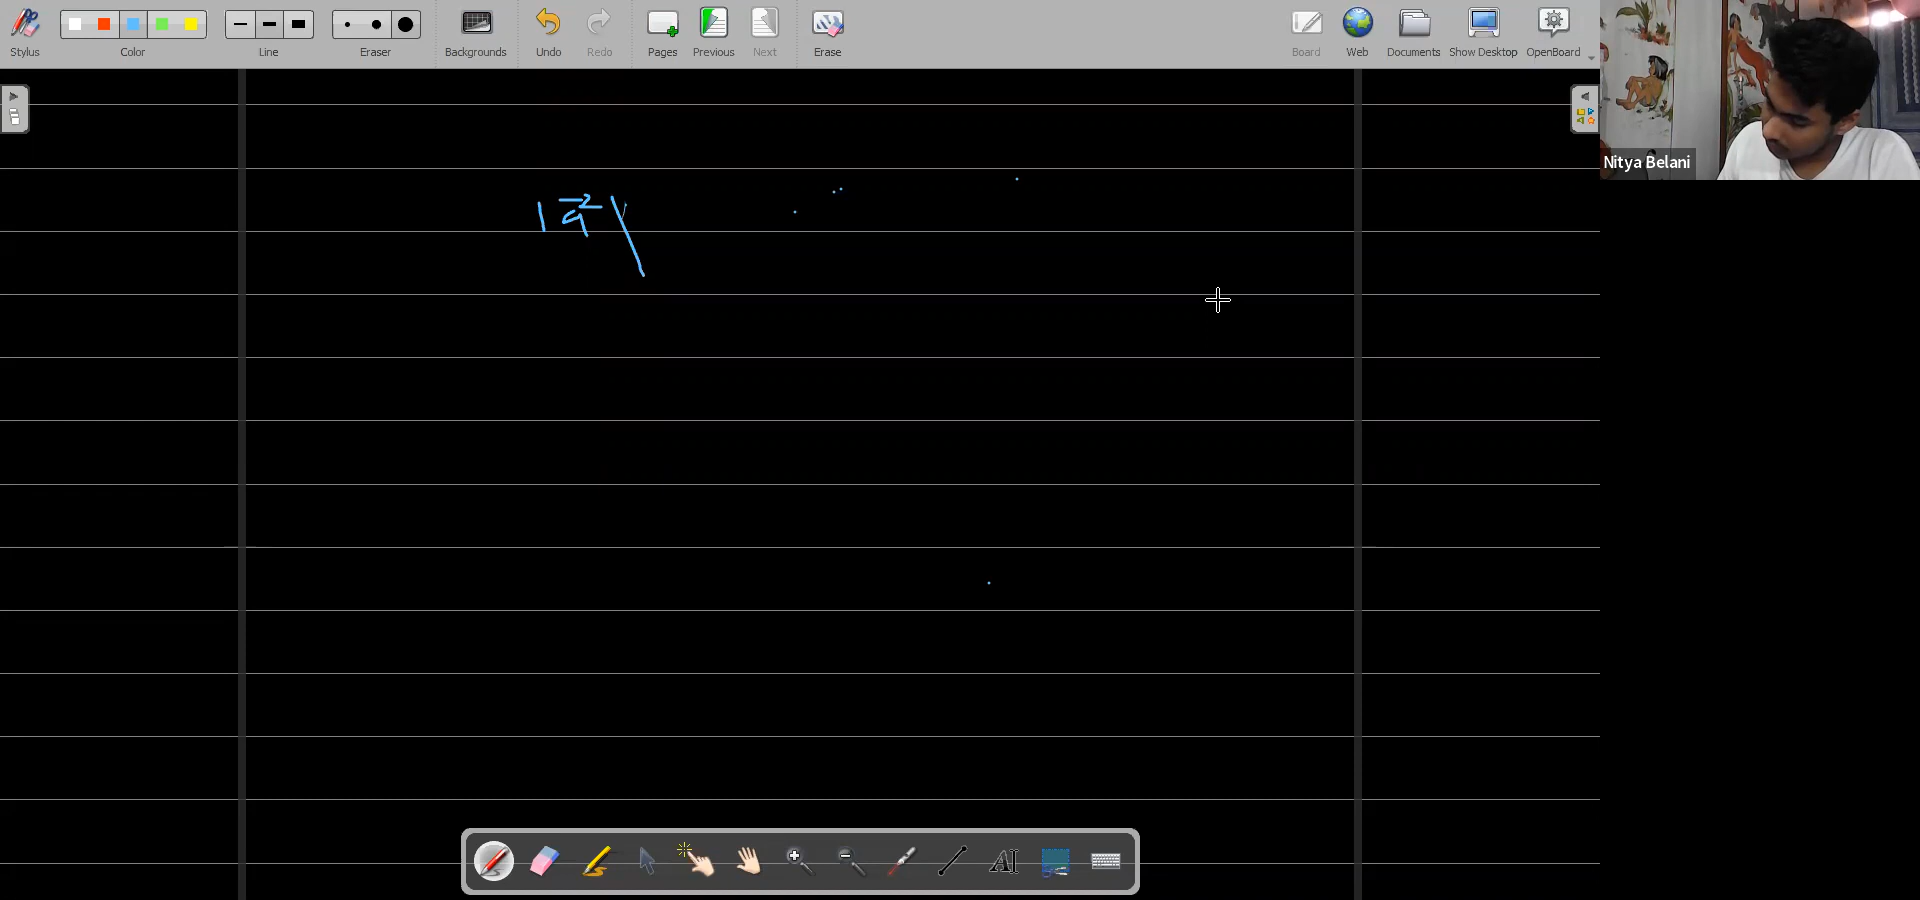 Stylus Color Line Eraser Backgrounds Undo Redo Pages Previous Next Erase Board Web Documents Show Desktop OpenBoard
Nitya Belani
AI